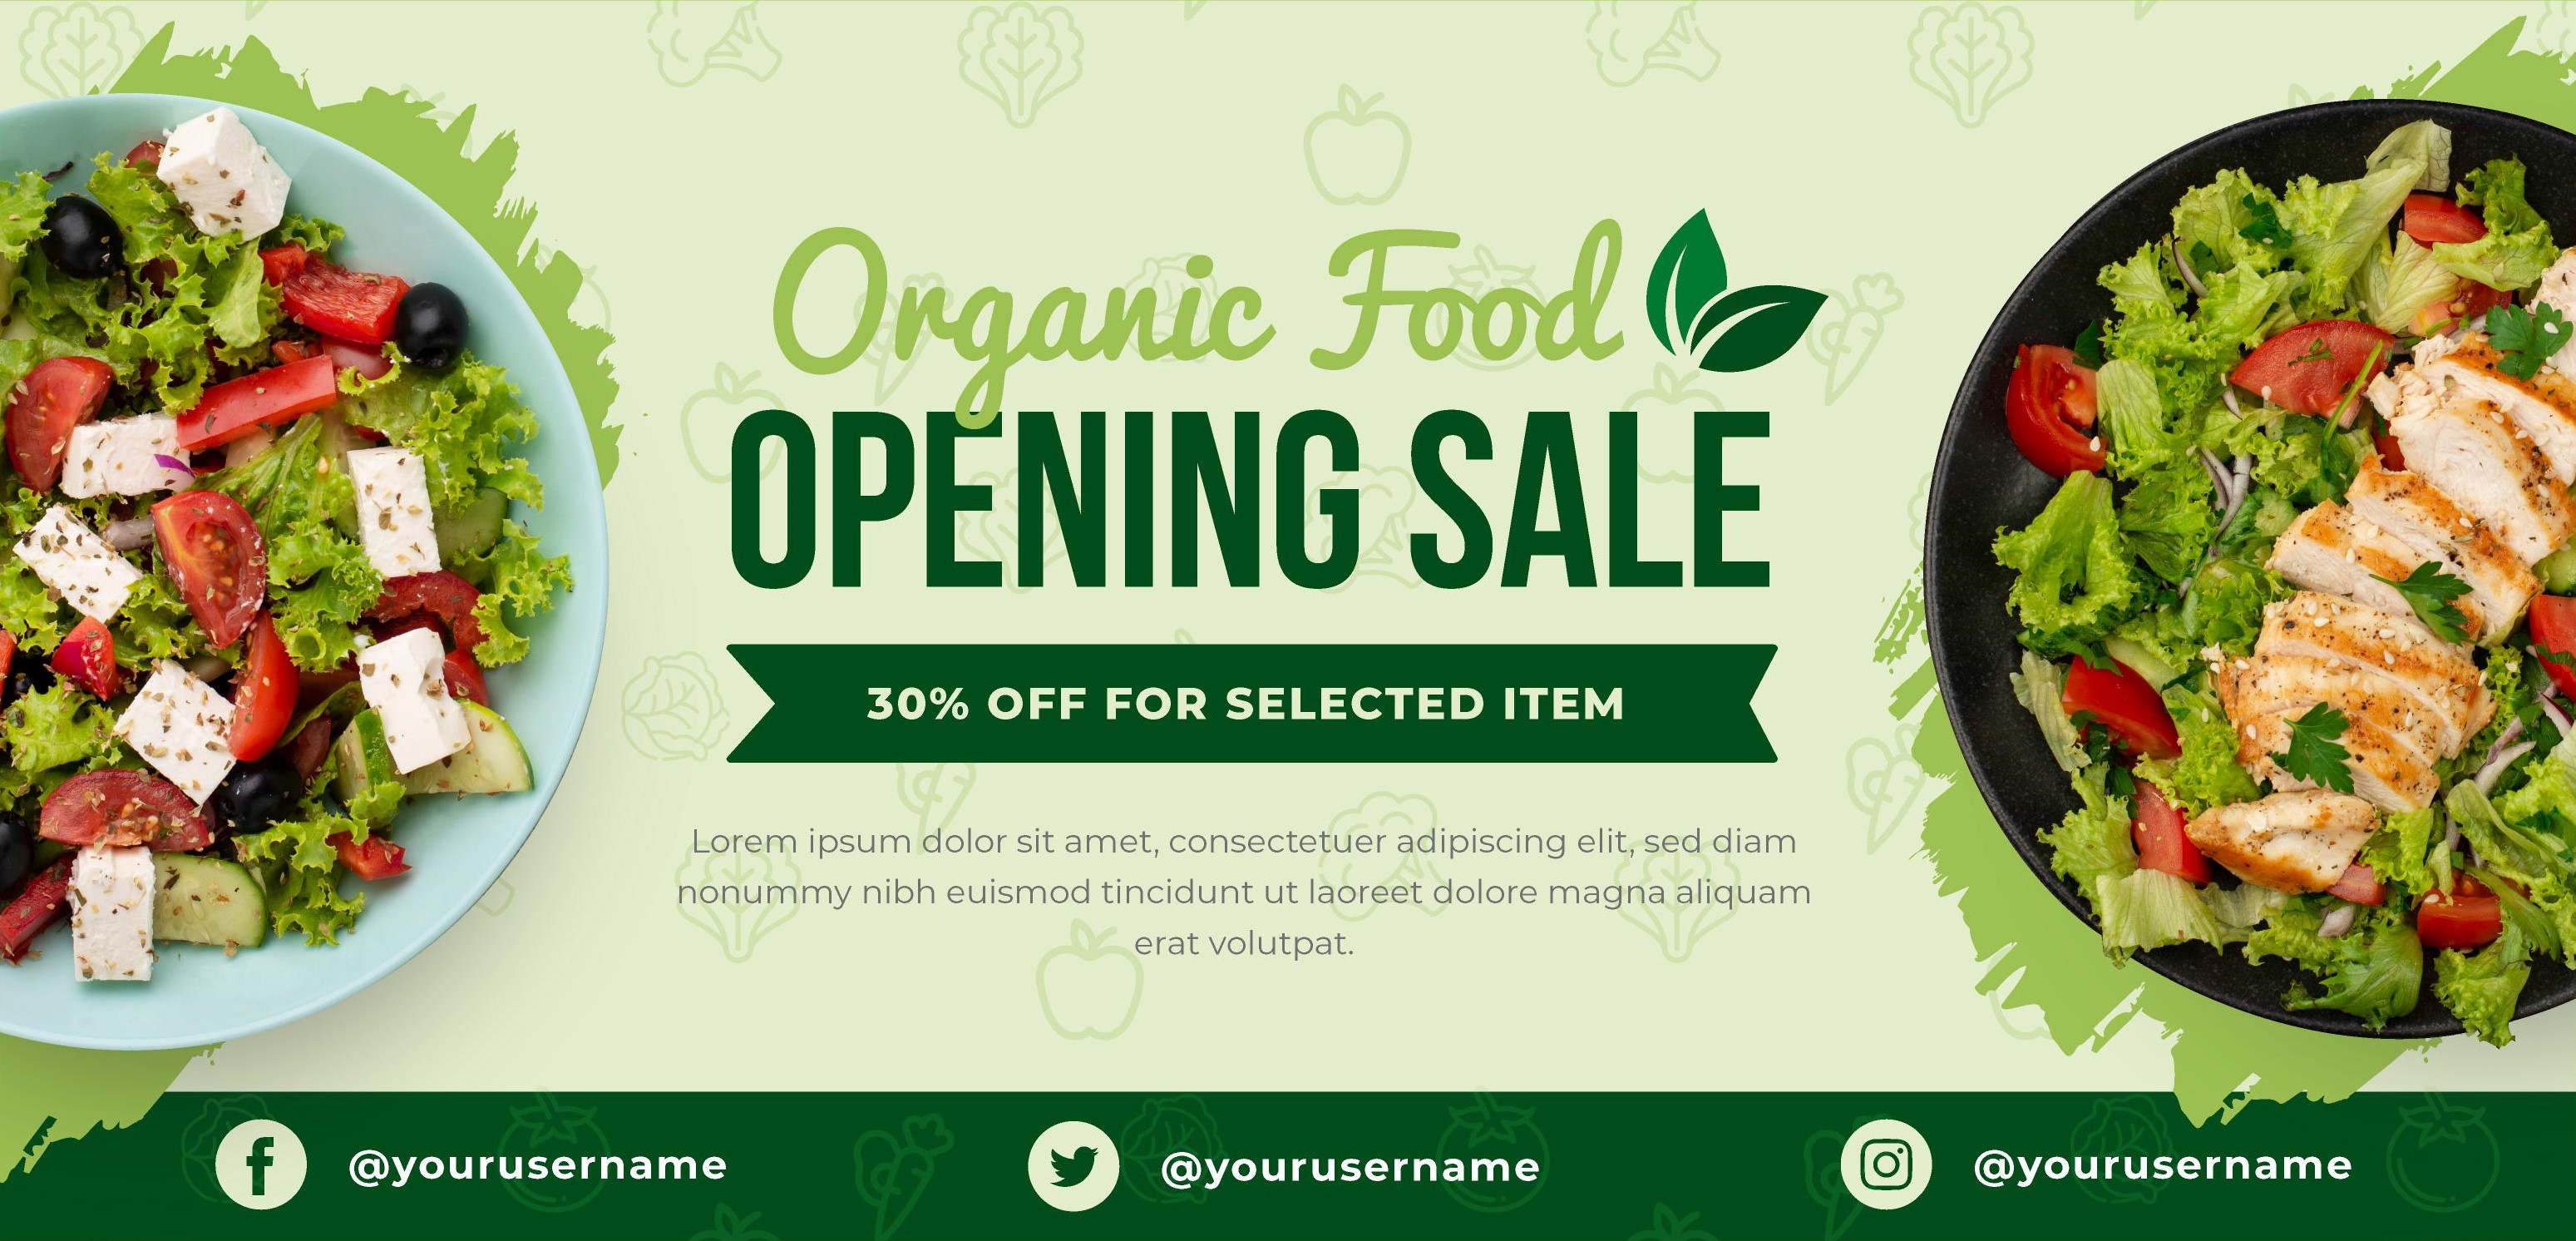 Organic Food
OPENING SALE
30% OFF FOR SELECTED ITEM
Lorem ipsum dolor sit amet, consectetuer adipiscing elit, sed diam
nonummy nibh euismod tincidunt ut laoreet dolore magna aliquam
erat volutpat.
@yourusername
@yourusername
@yourusername